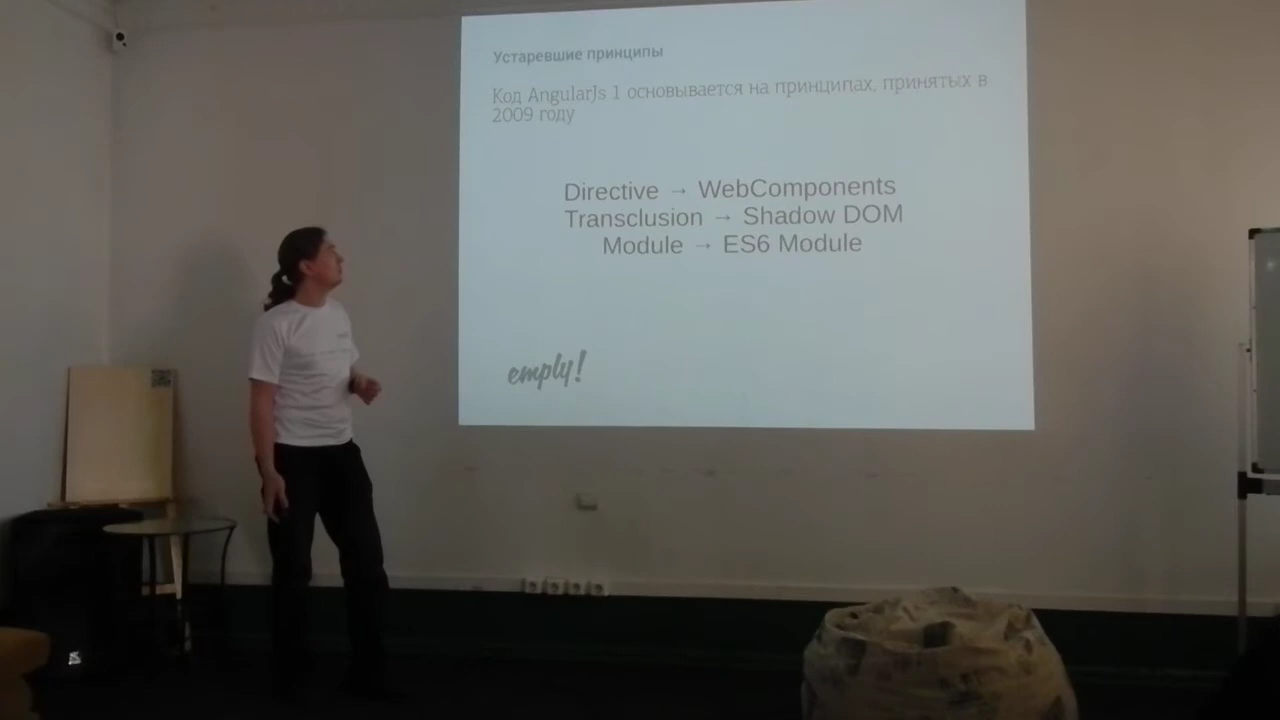 Устаревшие принципы
Код AngularJs 1 основывается на принципах, принятых в
2009 году
Directive → WebComponents
Transclusion → Shadow DOM
Module → ES6 Module
emply!